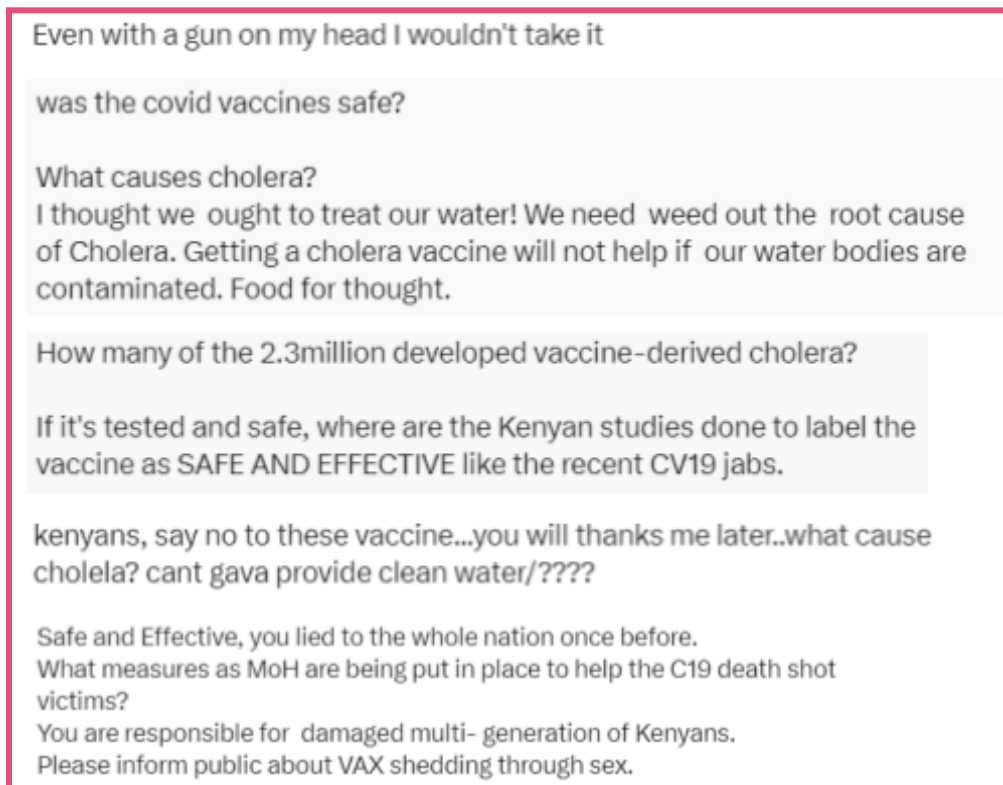 Even with a gun on my head I wouldn't take it
was the covid vaccines safe?
What causes cholera?
I thought we ought to treat our water! We need weed out the root cause
of Cholera. Getting a cholera vaccine will not help if our water bodies are
contaminated. Food for thought.
How many of the 2.3million developed vaccine-derived cholera?
If it's tested and safe, where are the Kenyan studies done to label the
vaccine as SAFE AND EFFECTIVE like the recent CV19 jabs.
kenyans, say no to these vaccine...you will thanks me later..what cause
cholela? cant gava provide clean water/????
Safe and Effective, you lied to the whole nation once before.
What measures as MoH are being put in place to help the C19 death shot
victims?
You are responsible for damaged multi- generation of Kenyans.
Please inform public about VAX shedding through sex.